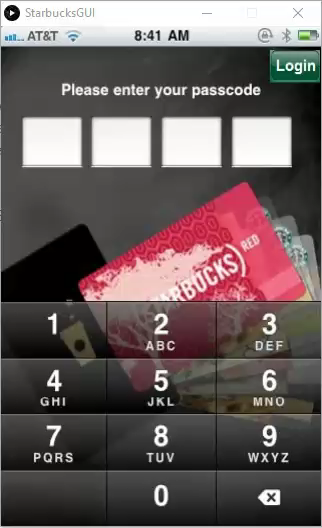 StarbucksGUI
AT&T 8:41 AM
Login
Please enter your passcode
STARBUCKS) RED
1 2 3
ABC DEF
4 5 6
GHI JKL MNO
7 8 9
PQRS TUV WXYZ
0